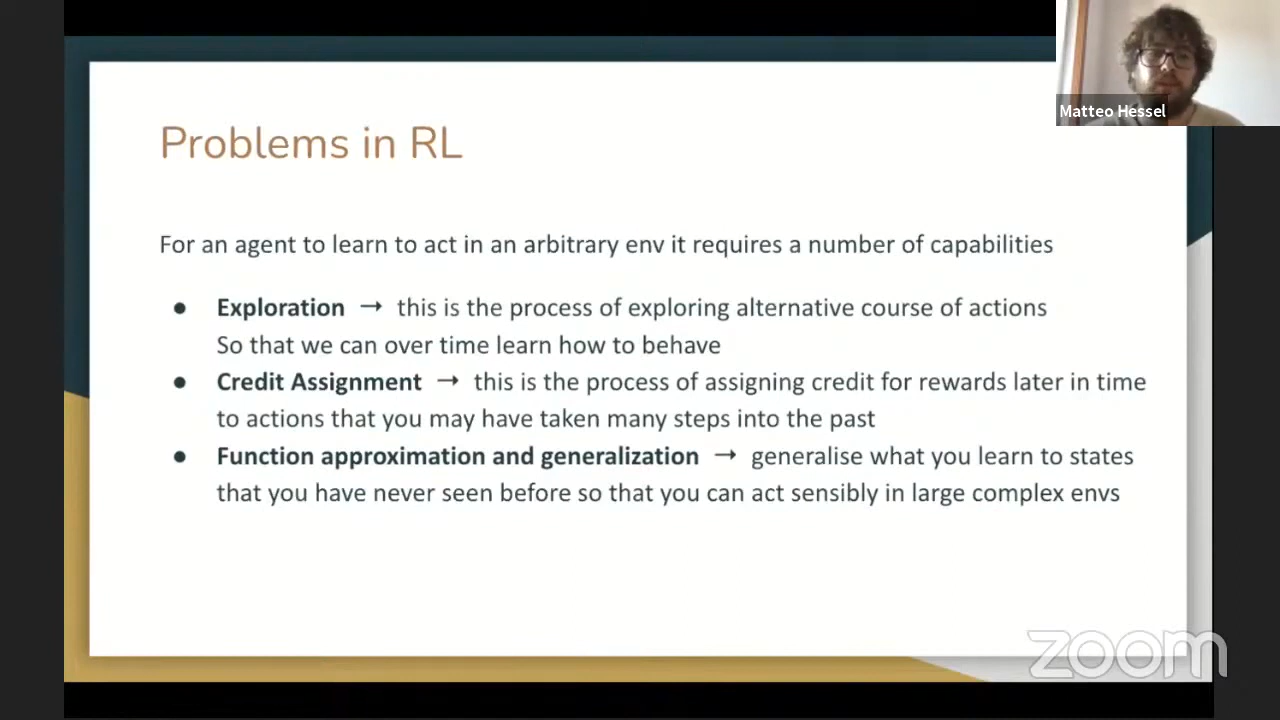 Matteo Hessel
Problems in RL
For an agent to learn to act in an arbitrary env it requires a number of capabilities
● Exploration → this is the process of exploring alternative course of actions
So that we can over time learn how to behave
● Credit Assignment → this is the process of assigning credit for rewards later in time
to actions that you may have taken many steps into the past
● Function approximation and generalization → generalise what you learn to states
that you have never seen before so that you can act sensibly in large complex envs
zoom